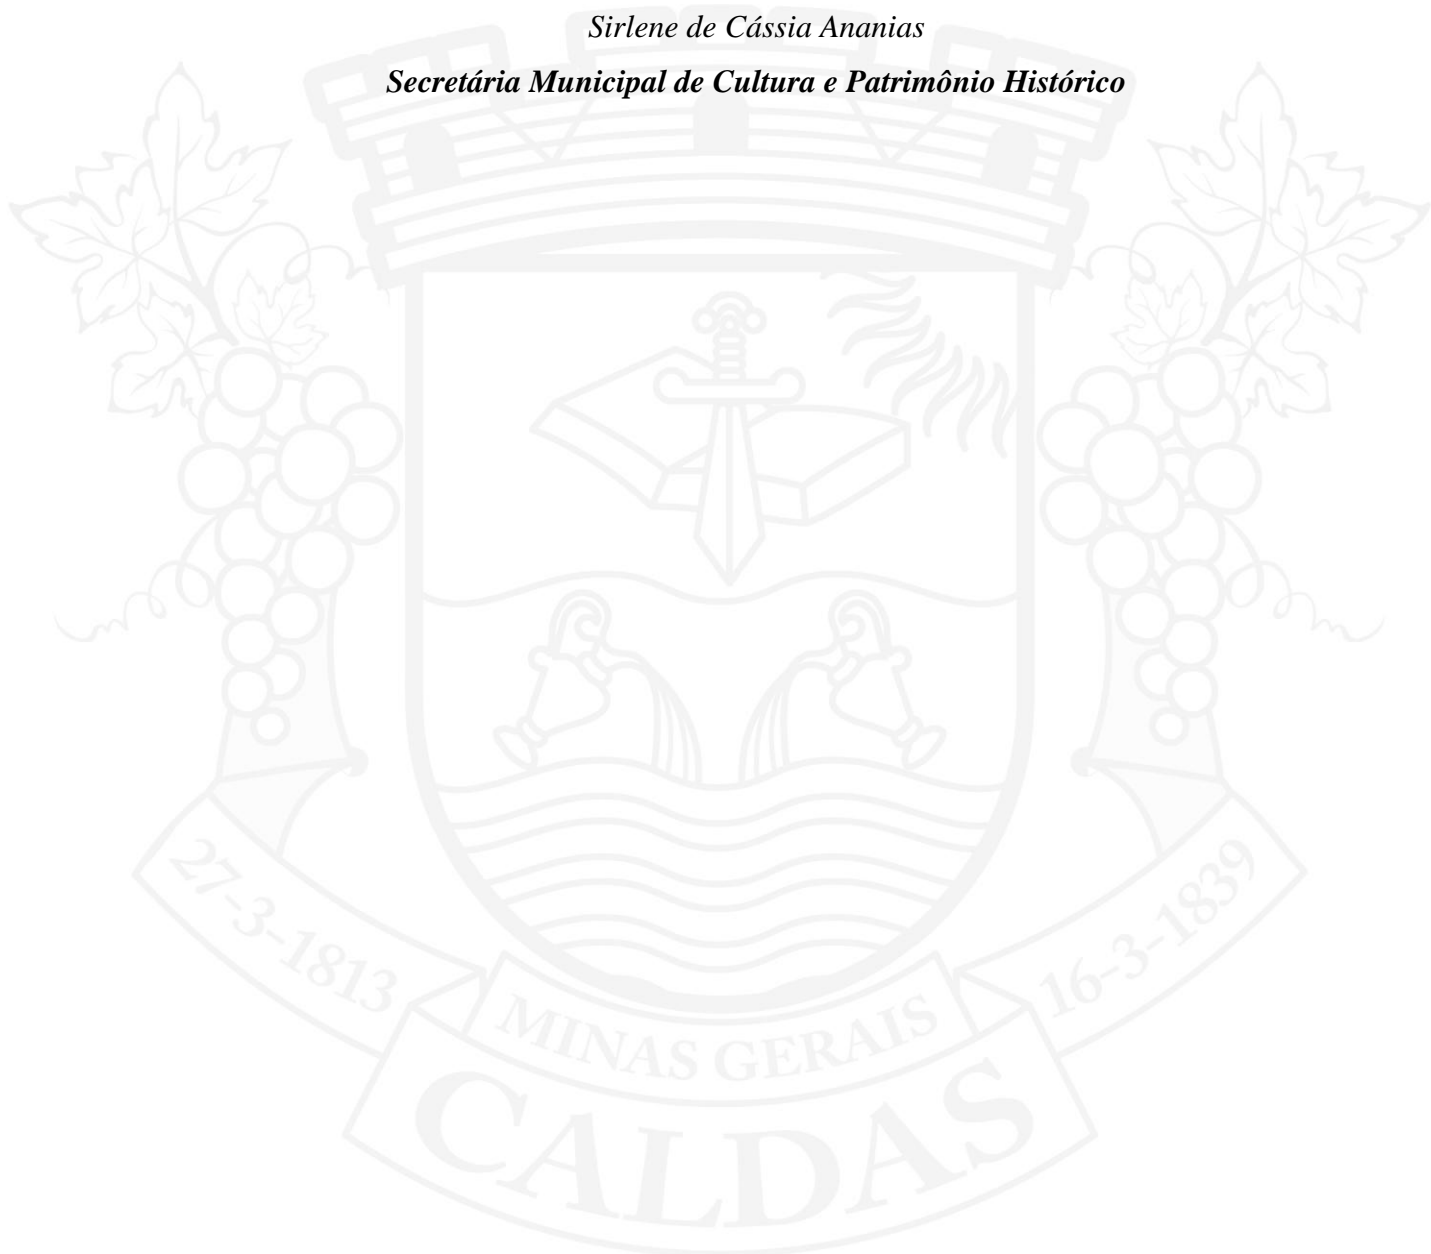 Sirlene de Cássia Ananias
Secretária Municipal de Cultura e Patrimônio Histórico
27-3-1813
16-3-1839
MINAS GERAIS
CALDAS